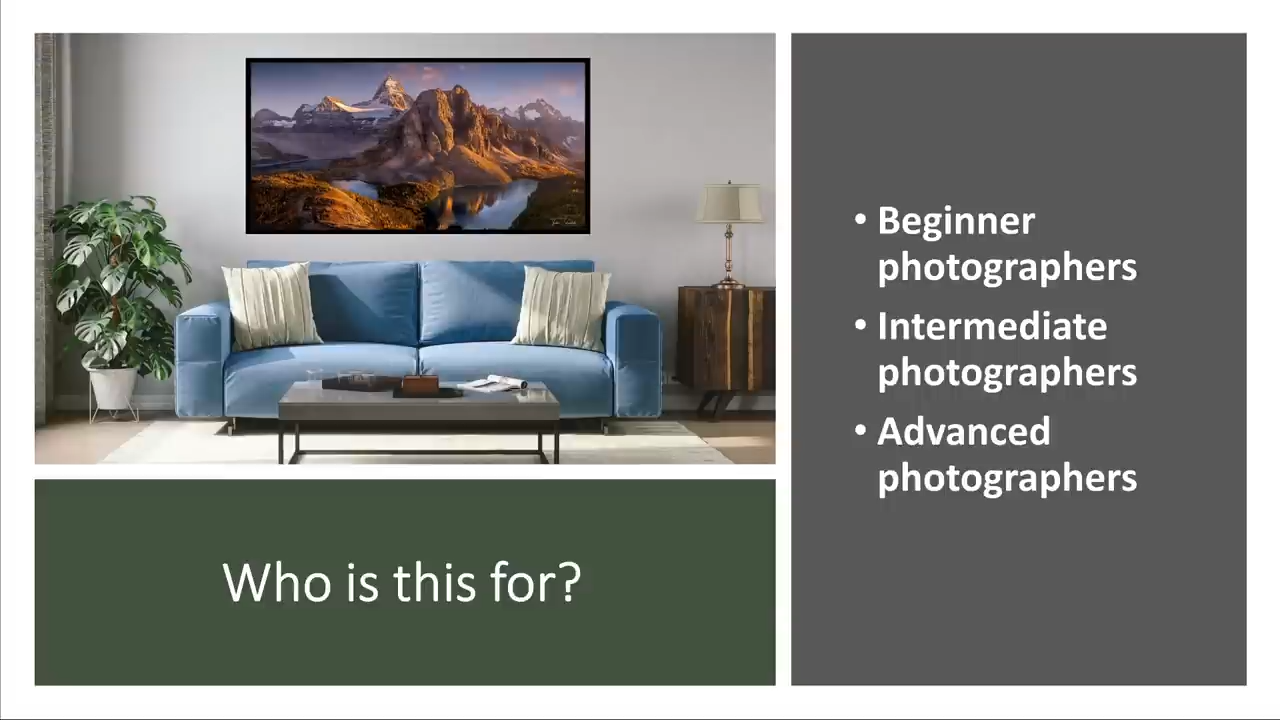 Who is this for?
• Beginner
photographers
• Intermediate
photographers
• Advanced
photographers